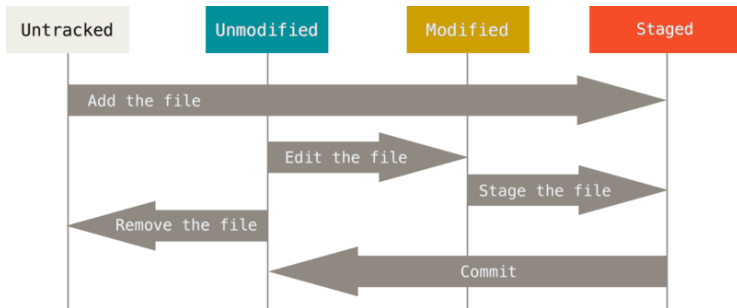 Untracked
Unmodified
Modified
Staged
Add the file
Edit the file
Stage the file
Remove the file
Commit